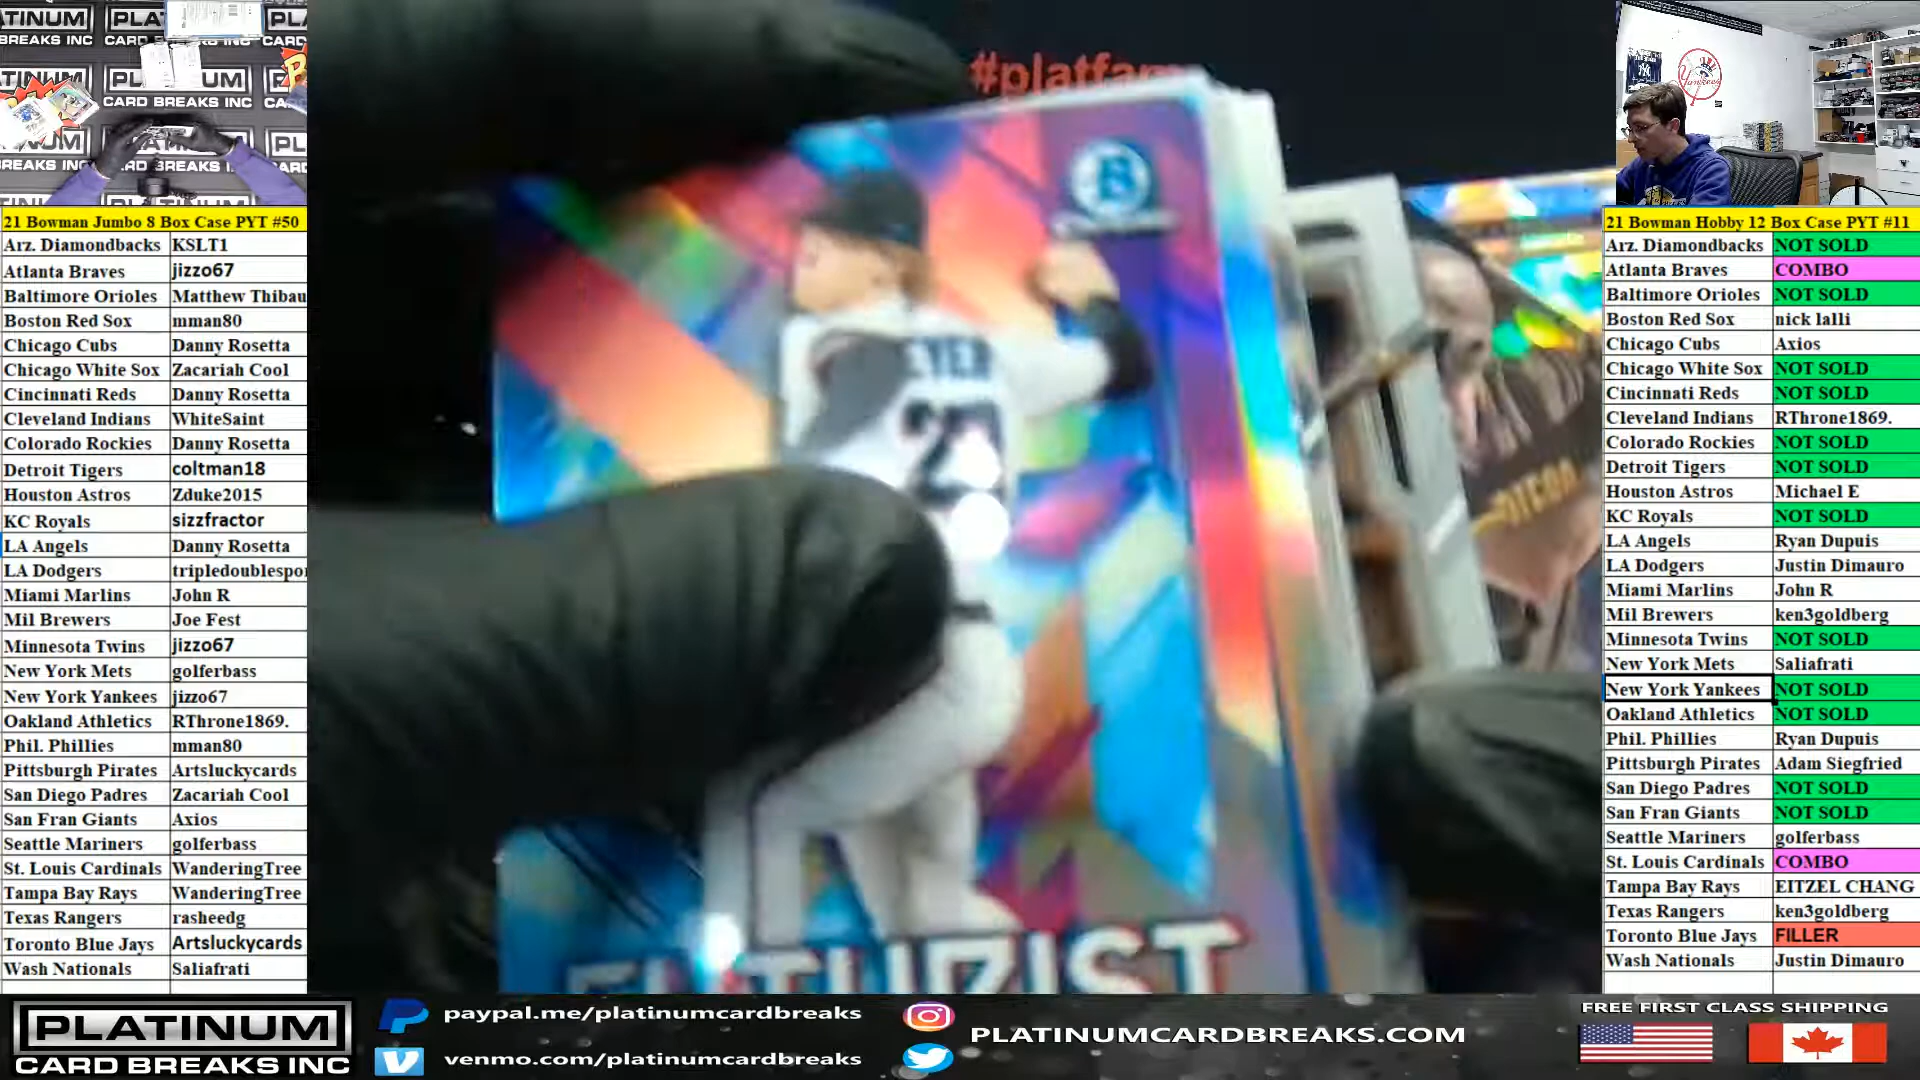 PLATINUM
CARD BREAKS INC
21 Bowman Jumbo 8 Box Case PYT #50
Arz. Diamondbacks KSLT1
Atlanta Braves jizzo67
Baltimore Orioles Matthew Thibau
Boston Red Sox mman80
Chicago Cubs Danny Rosetta
Chicago White Sox Zacariah Cool
Cincinnati Reds Danny Rosetta
Cleveland Indians WhiteSaint
Colorado Rockies Danny Rosetta
Detroit Tigers coltman18
Houston Astros Zduke2015
KC Royals sizzfractor
LA Angels Danny Rosetta
LA Dodgers tripledoublespo
Miami Marlins John R
Mil Brewers Joe Fest
Minnesota Twins jizzo67
New York Mets golferbass
New York Yankees jizzo67
Oakland Athletics RThrone1869.
Phil. Phillies mman80
Pittsburgh Pirates Artsluckycards
San Diego Padres Zacariah Cool
San Fran Giants Axios
Seattle Mariners golferbass
St. Louis Cardinals WanderingTree
Tampa Bay Rays WanderingTree
Texas Rangers rasheedg
Toronto Blue Jays Artsluckycards
Wash Nationals Saliafrati
#platfam
B
FUTURIST
Yankees
21 Bowman Hobby 12 Box Case PYT #11
Arz. Diamondbacks NOT SOLD
Atlanta Braves COMBO
Baltimore Orioles NOT SOLD
Boston Red Sox nick lalli
Chicago Cubs Axios
Chicago White Sox NOT SOLD
Cincinnati Reds NOT SOLD
Cleveland Indians RThrone1869.
Colorado Rockies NOT SOLD
Detroit Tigers NOT SOLD
Houston Astros Michael E
KC Royals NOT SOLD
LA Angels Ryan Dupuis
LA Dodgers Justin Dimauro
Miami Marlins John R
Mil Brewers ken3goldberg
Minnesota Twins NOT SOLD
New York Mets Saliafrati
New York Yankees NOT SOLD
Oakland Athletics NOT SOLD
Phil. Phillies Ryan Dupuis
Pittsburgh Pirates Adam Siegfried
San Diego Padres NOT SOLD
San Fran Giants NOT SOLD
Seattle Mariners golferbass
St. Louis Cardinals COMBO
Tampa Bay Rays EITZEL CHANG
Texas Rangers ken3goldberg
Toronto Blue Jays FILLER
Wash Nationals Justin Dimauro
PLATINUM
CARD BREAKS INC
paypal.me/platinumcardbreaks
venmo.com/platinumcardbreaks
PLATINUMCARDBREAKS.COM
FREE FIRST CLASS SHIPPING